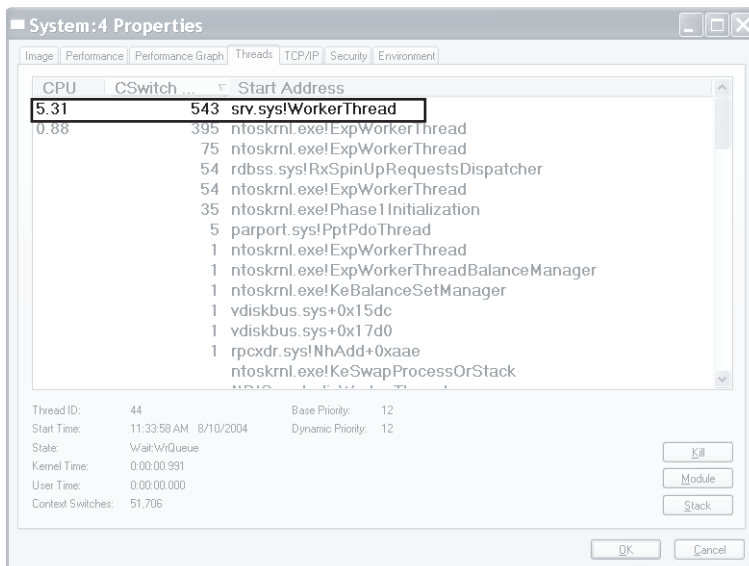 System:4 Properties
Image Performance Performance Graph Threads TCP/IP Security Environment
CPU CSwitch ... Start Address
5.31 543 srv.sys!WorkerThread
0.88 395 ntoskrnl.exe!ExpWorkerThread
75 ntoskrnl.exe!ExpWorkerThread
54 rdbss.sys!RxSpinUpRequestsDispatcher
54 ntoskrnl.exe!ExpWorkerThread
35 ntoskrnl.exe!Phase1Initialization
5 parport.sys!PptPdoThread
1 ntoskrnl.exe!ExpWorkerThread
1 ntoskrnl.exe!ExpWorkerThreadBalanceManager
1 ntoskrnl.exe!KeBalanceSetManager
1 vdiskbus.sys+0x15dc
1 vdiskbus.sys+0x17d0
1 rpcxdr.sys!NhAdd+0xaae
ntoskrnl.exe!KeSwapProcessOrStack
Thread ID: 44 Base Priority: 12
Start Time: 11:33:58 AM 8/10/2004 Dynamic Priority: 12
State: Wait:WrQueue
Kernel Time: 0:00:00.991
User Time: 0:00:00.000
Context Switches: 51,706
Kill
Module
Stack
OK Cancel